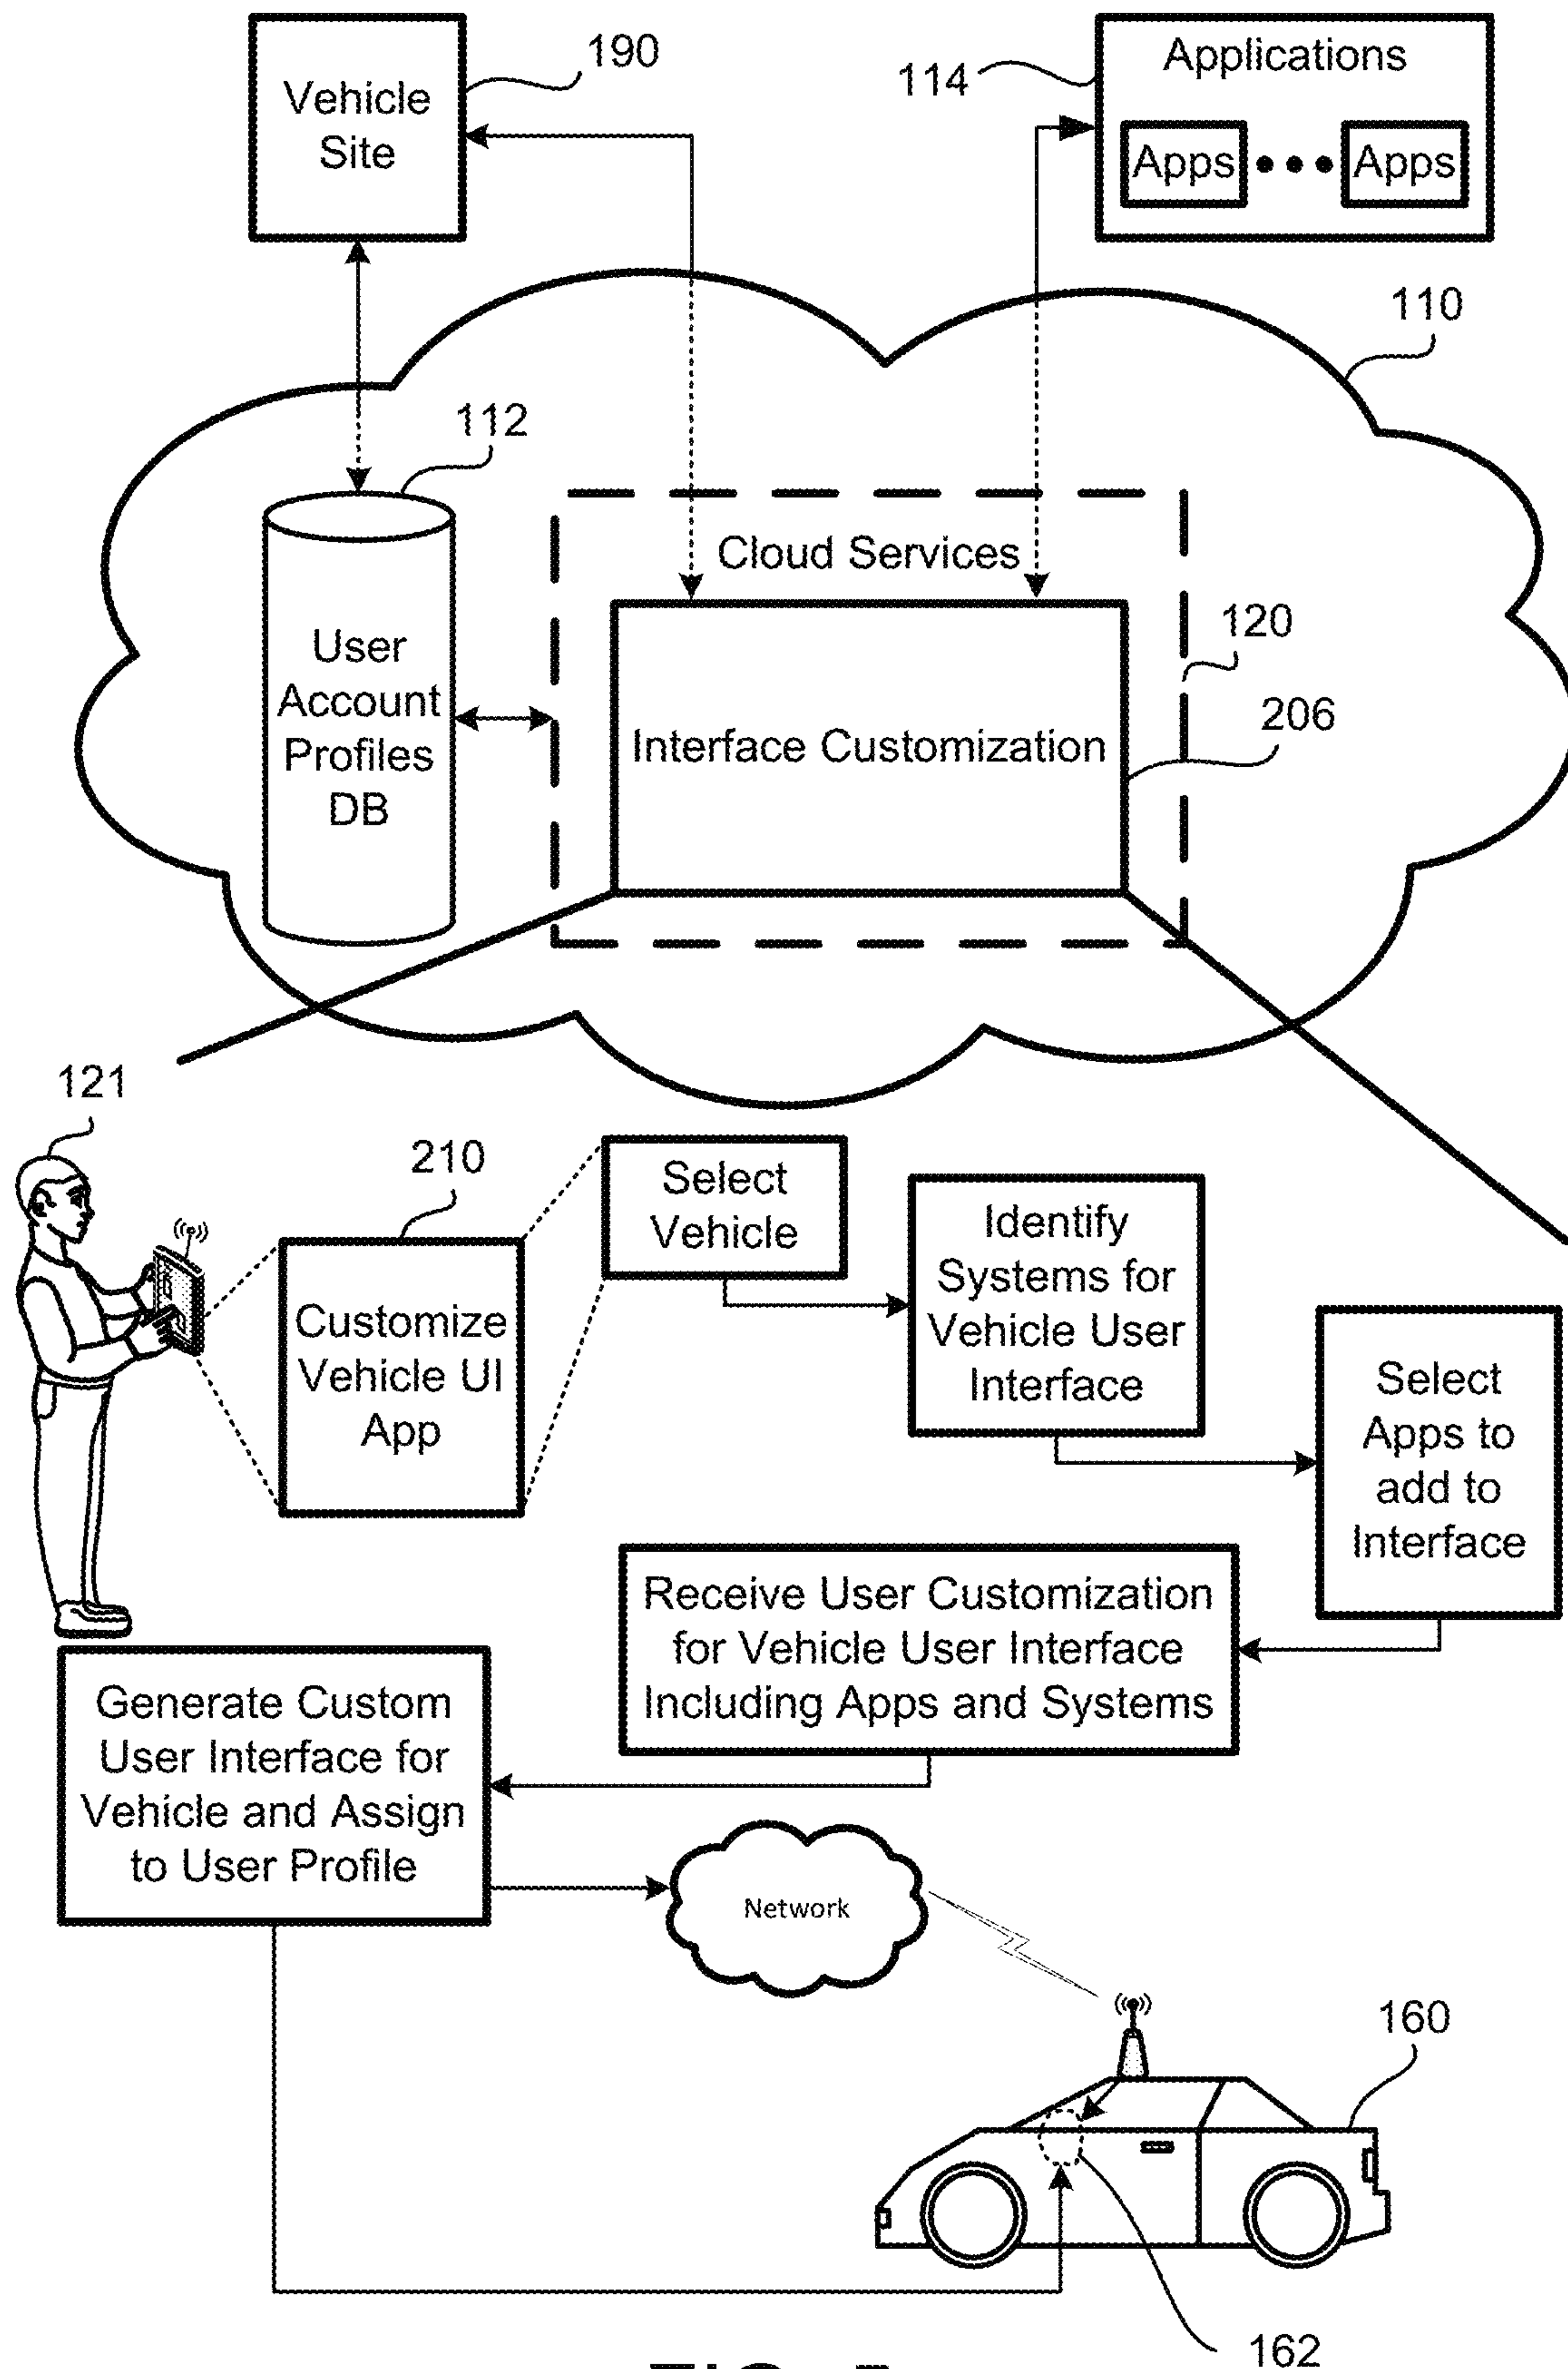 190
Vehicle
Site
114
Applications
Apps
Apps
110
112
Cloud Services
User
Account
Profiles
DB
120
206
Interface Customization
121
210
Select
Vehicle
Identify
Systems for
Vehicle User
Interface
Customize
Vehicle UI
App
Select
Apps to
add to
Interface
Receive User Customization
for Vehicle User Interface
Including Apps and Systems
Generate Custom
User Interface for
Vehicle and Assign
to User Profile
Network
160
162